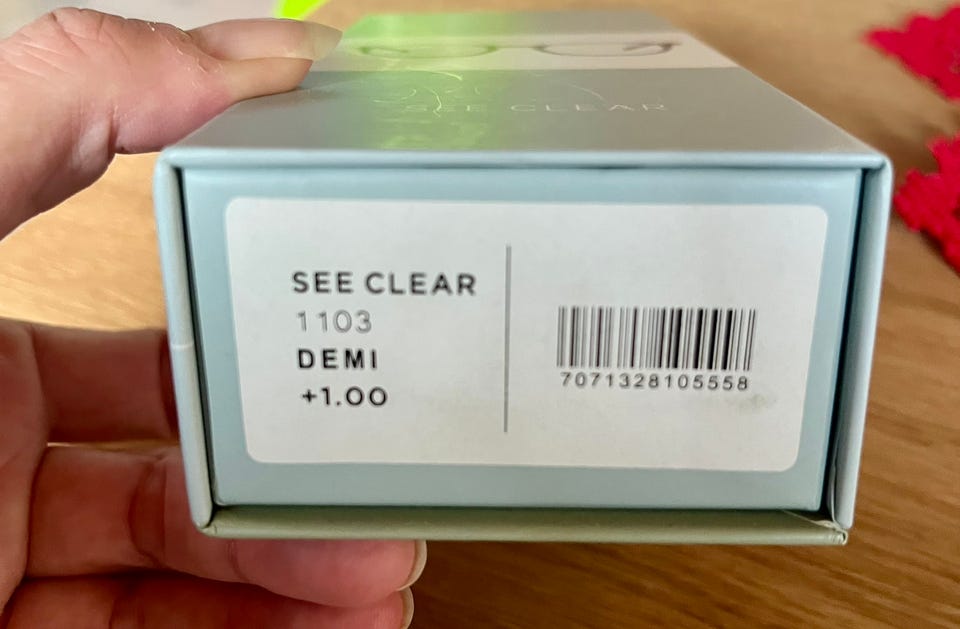 SEE CLEAR
SEE CLEAR
1103
DEMI
+1.00
7071328105558